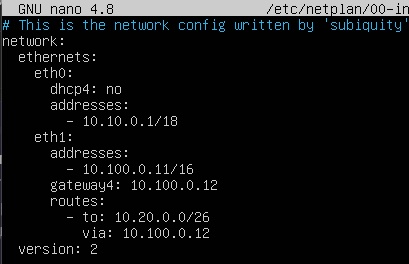 GNU nano 4.8 /etc/netplan/00-in
# This is the network config written by 'subiquity'
network:
  ethernets:
    eth0:
      dhcp4: no
      addresses:
        - 10.10.0.1/18
    eth1:
      addresses:
        - 10.100.0.11/16
      gateway4: 10.100.0.12
      routes:
        - to: 10.20.0.0/26
          via: 10.100.0.12
  version: 2